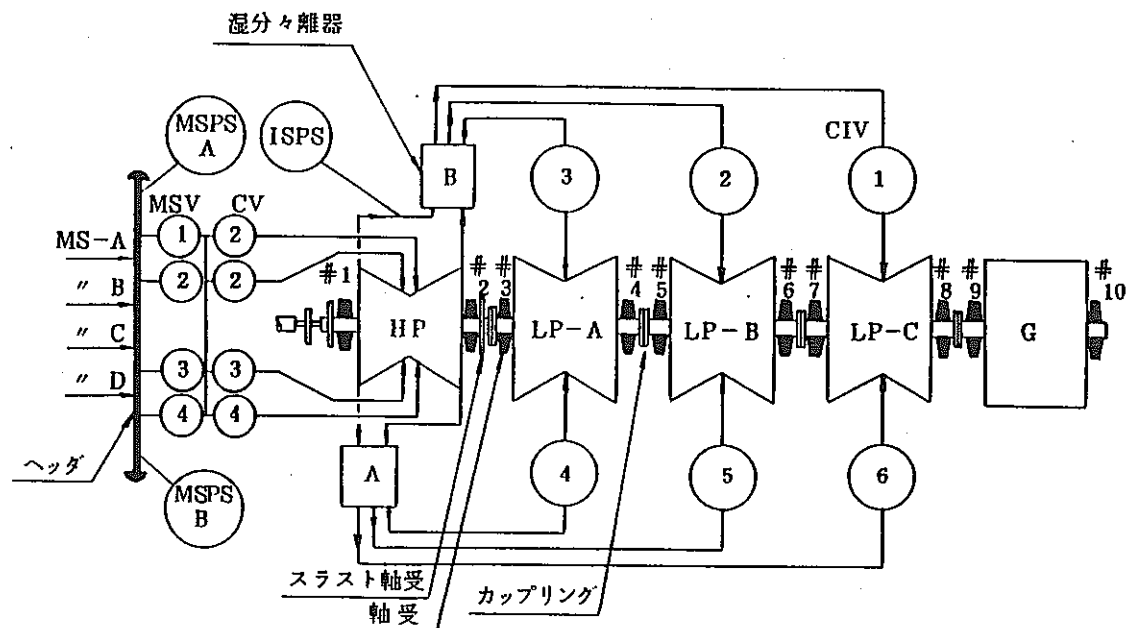 湿分々離器
MSPS
A
ISPS
B
3
2
CIV
1
MSV
CV
1
2
MS-A
〃 B
2
2
〃 C
〃 D
3
3
4
4
#1
HP
#2
#3
LP-A
#4
#5
LP-B
#6
#7
LP-C
#8
#9
G
#10
ヘッダ
MSPS
B
A
4
5
6
スラスト軸受
軸受
カップリング